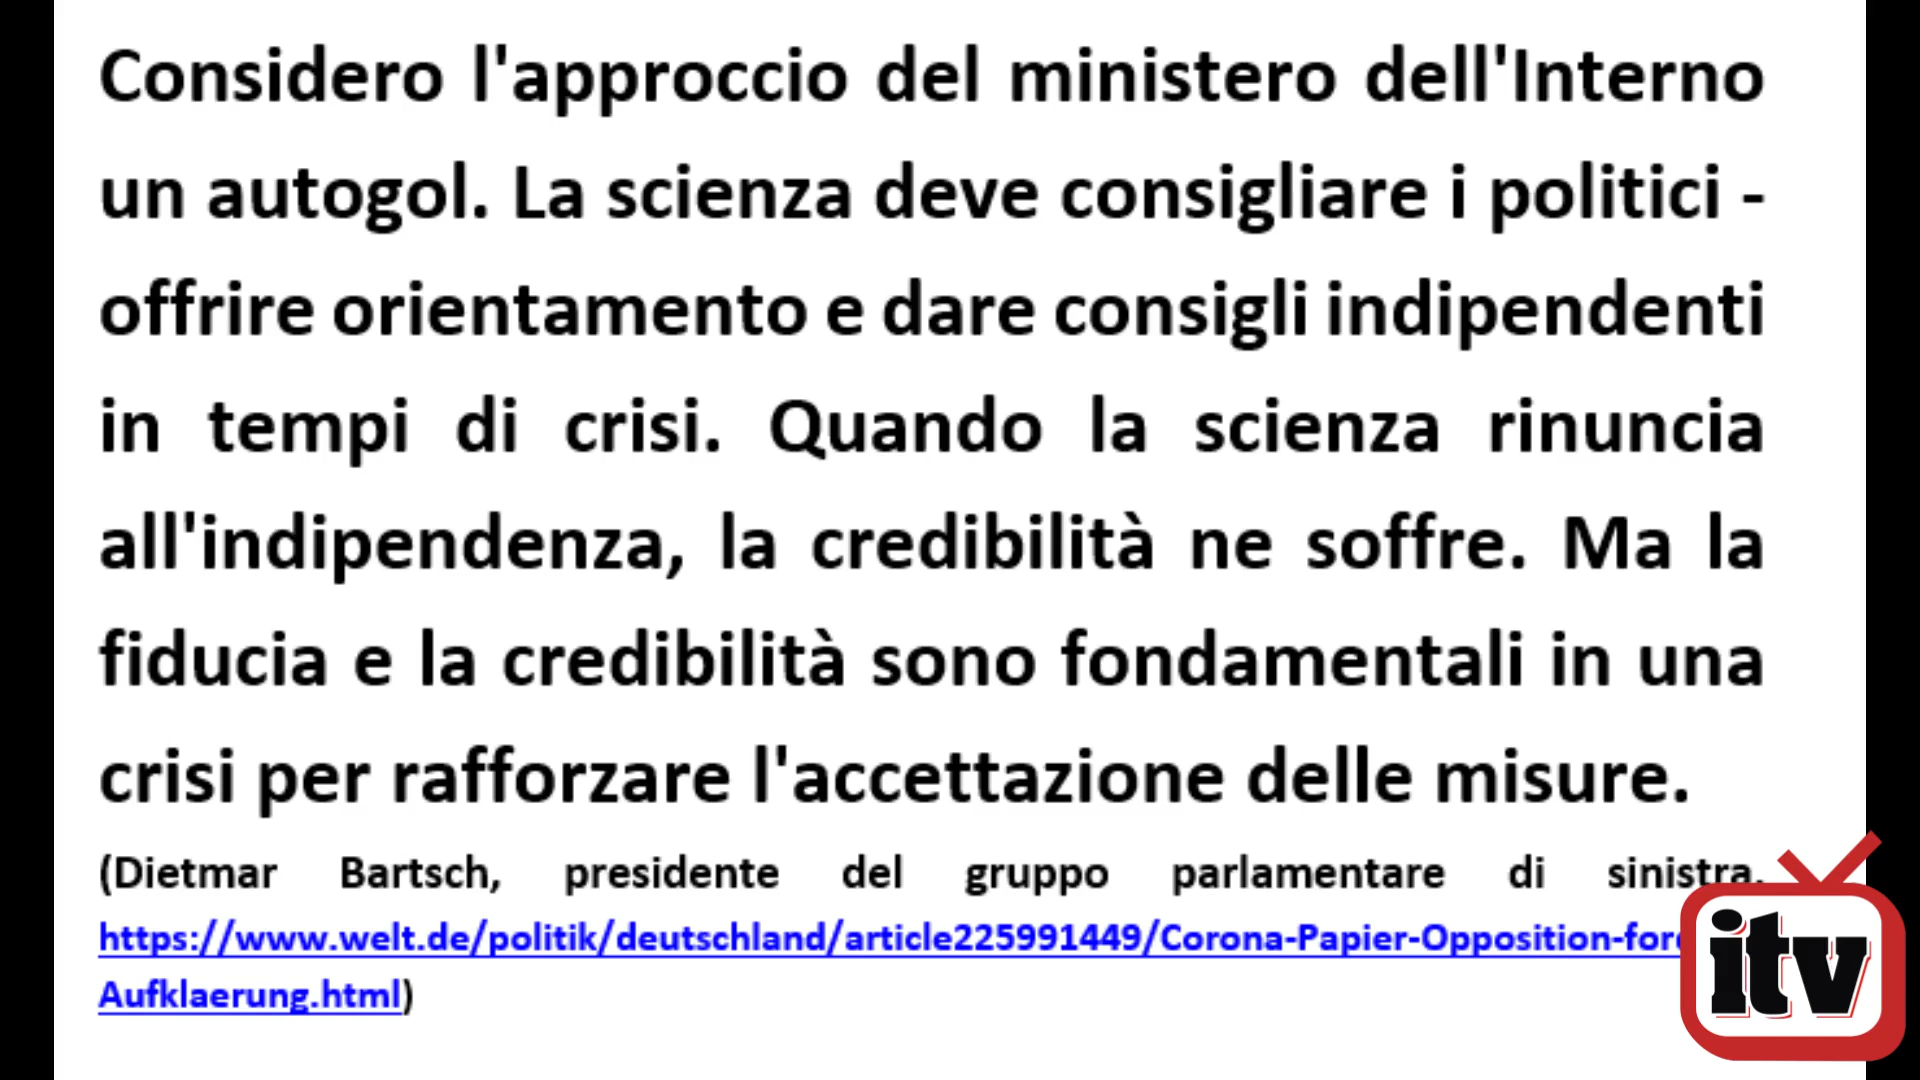 Considero l'approccio del ministero dell'Interno
un autogol. La scienza deve consigliare i politici -
offrire orientamento e dare consigli indipendenti
in tempi di crisi. Quando la scienza rinuncia
all'indipendenza, la credibilità ne soffre. Ma la
fiducia e la credibilità sono fondamentali in una
crisi per rafforzare l'accettazione delle misure.
(Dietmar Bartsch, presidente del gruppo parlamentare di sinistra.
https://www.welt.de/politik/deutschland/article225991449/Corona-Papier-Opposition-for
Aufklaerung.html)
itv